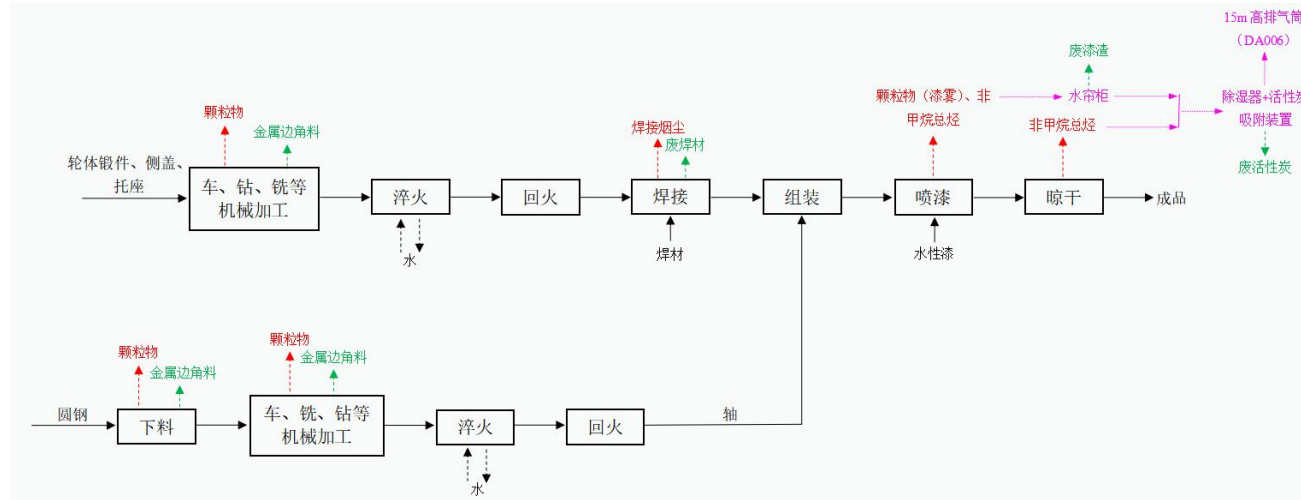 15m 高排气筒
（DA006）
废漆渣
颗粒物（漆雾）、非
甲烷总烃
水帘柜
非甲烷总烃
除湿器+活性炭
吸附装置
废活性炭
颗粒物
金属边角料
焊接烟尘
废焊材
轮体锻件、侧盖、
托座
车、钻、铣等
机械加工
淬火
回火
焊接
组装
喷漆
晾干
成品
水
焊材
水性漆
颗粒物
金属边角料
颗粒物
金属边角料
圆钢
下料
车、铣、钻等
机械加工
淬火
回火
轴
水